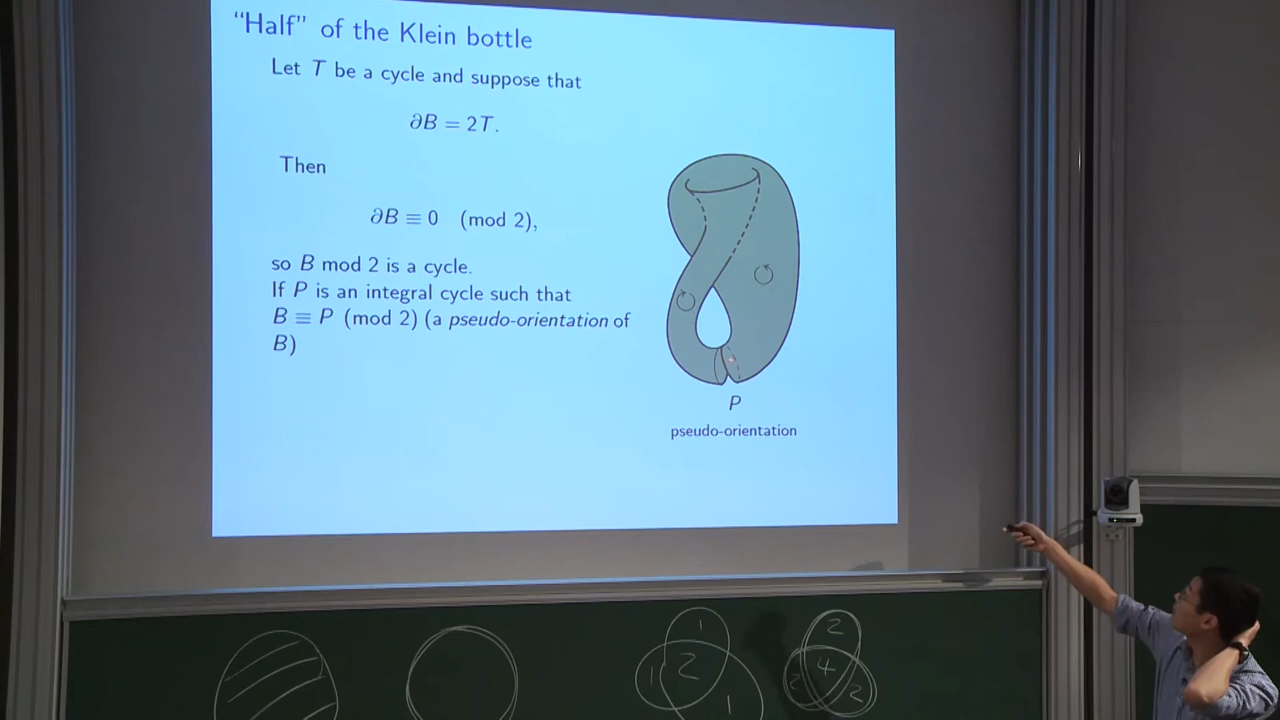 “Half” of the Klein bottle
Let T be a cycle and suppose that
∂B = 2T.
Then
∂B ≡ 0 (mod 2),
so B mod 2 is a cycle.
If P is an integral cycle such that
B ≡ P (mod 2) (a pseudo-orientation of
B)
P
pseudo-orientation
1
1 2
1
2
2 4 2